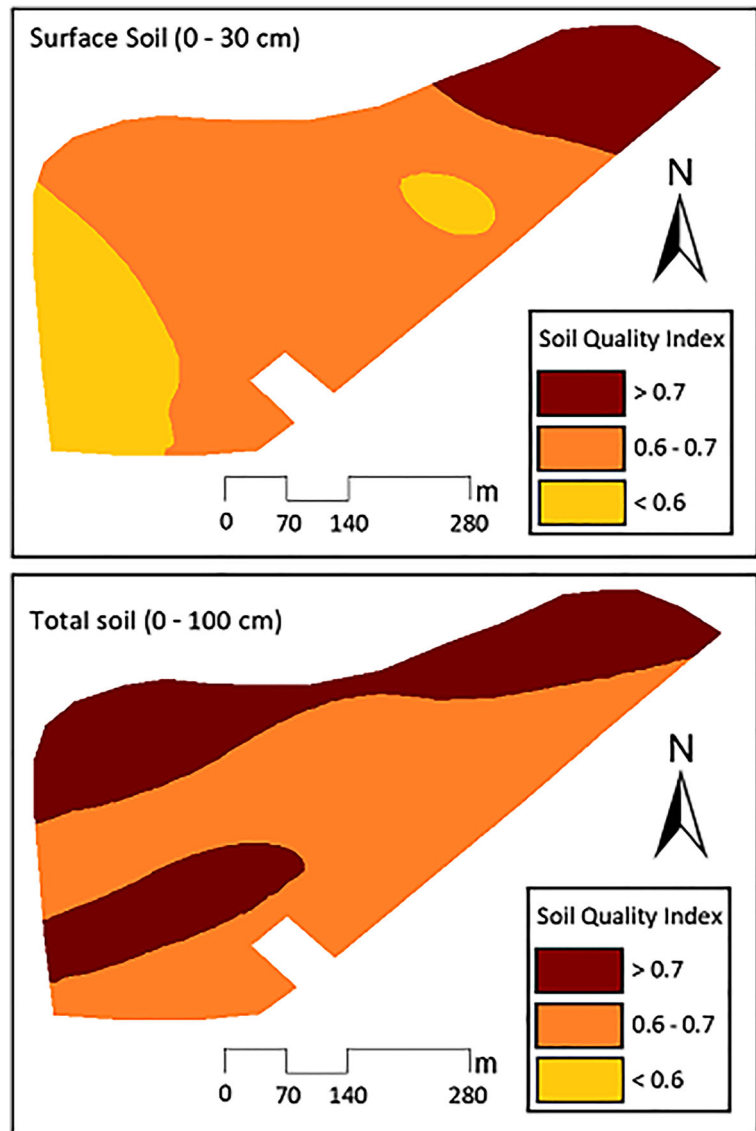 Surface Soil (0 - 30 cm)
N
Soil Quality Index
> 0.7
0.6 - 0.7
< 0.6
m
0 70 140 280
Total soil (0 - 100 cm)
N
Soil Quality Index
> 0.7
0.6 - 0.7
< 0.6
m
0 70 140 280